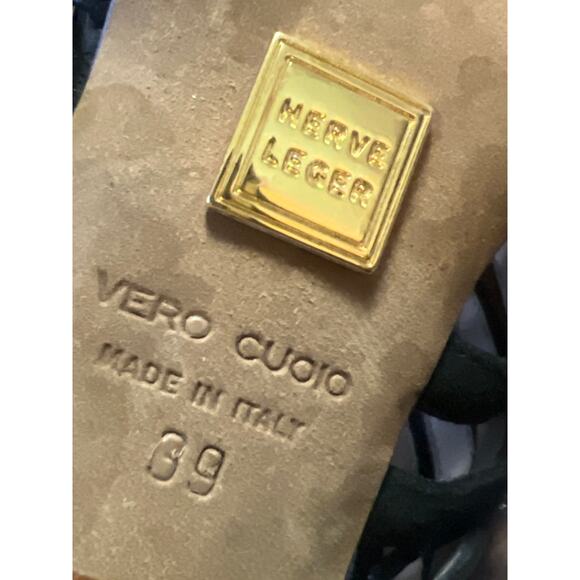 HERVE
LEGER
VERO CUOIO
MADE IN ITALY
39